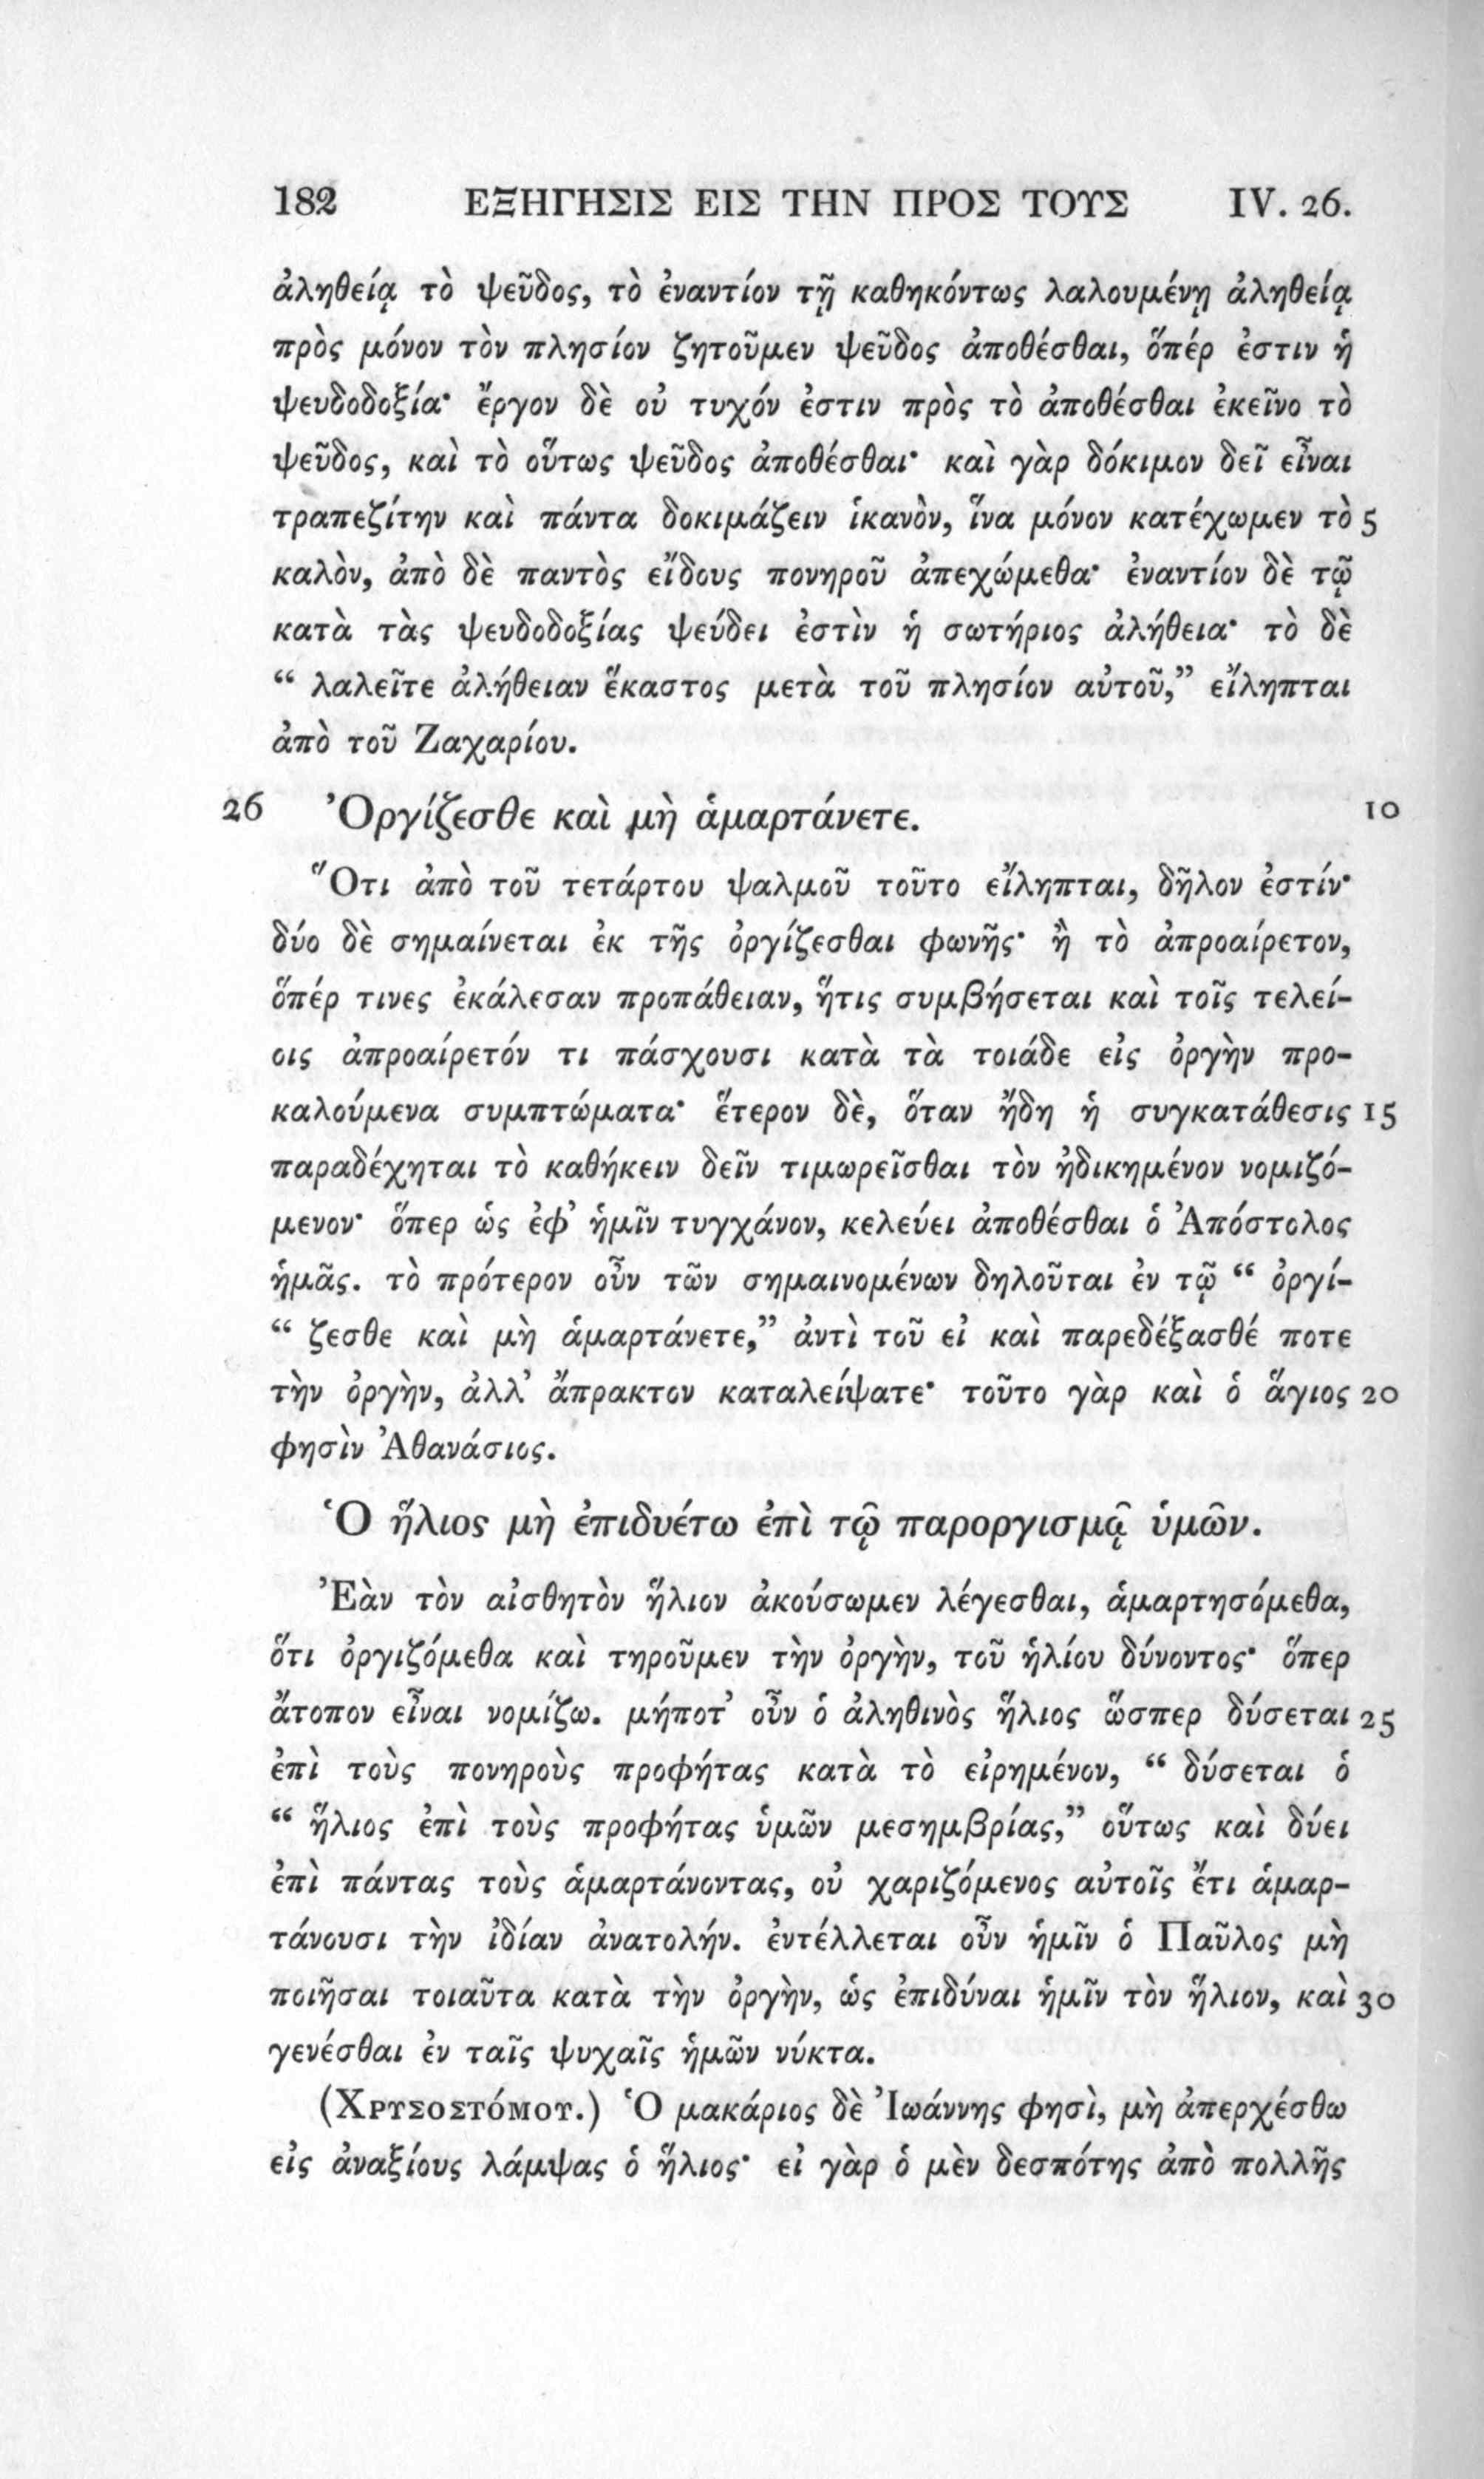 182 ΕΞΗΓΗΣΙΣ ΕΙΣ ΤΗΝ ΠΡΟΣ ΤΟΥΣ IV. 26.
ἀληθείᾳ τὸ ψεῦδος, τὸ ἐναντίον τῇ καθηκόντως λαλουμένῃ ἀληθείᾳ
πρὸς μόνον τὸν πλησίον ζητοῦμεν ψεῦδος ἀποθέσθαι, ὅπέρ ἐστιν ἡ
ψευδοδοξία· ἔργον δὲ οὐ τυχόν ἐστιν πρὸς τὸ ἀποθέσθαι ἐκεῖνο τὸ
ψεῦδος, καὶ τὸ οὕτως ψεῦδος ἀποθέσθαι· καὶ γὰρ δόκιμον δεῖ εἶναι
τραπεζίτην καὶ πάντα δοκιμάζειν ἱκανὸν, ἵνα μόνον κατέχωμεν τὸ 5
καλὸν, ἀπὸ δὲ παντὸς εἴδους πονηροῦ ἀπεχώμεθα· ἐναντίον δὲ τῷ
κατὰ τὰς ψευδοδοξίας ψεύδει ἐστὶν ἡ σωτήριος ἀλήθεια· τὸ δὲ
“ λαλεῖτε ἀλήθειαν ἕκαστος μετὰ τοῦ πλησίον αὐτοῦ,” εἴληπται
ἀπὸ τοῦ Ζαχαρίου.
26 Ὀργίζεσθε καὶ μὴ ἁμαρτάνετε. 10
Ὅτι ἀπὸ τοῦ τετάρτου ψαλμοῦ τοῦτο εἴληπται, δῆλον ἐστίν·
δύο δὲ σημαίνεται ἐκ τῆς ὀργίζεσθαι φωνῆς· ἢ τὸ ἀπροαίρετον,
ὅπέρ τινες ἐκάλεσαν προπάθειαν, ἥτις συμβήσεται καὶ τοῖς τελεί-
οις ἀπροαίρετόν τι πάσχουσι κατὰ τὰ τοιάδε εἰς ὀργὴν προ-
καλούμενα συμπτώματα· ἕτερον δὲ, ὅταν ἤδη ἡ συγκατάθεσις 15
παραδέχηται τὸ καθήκειν δεῖν τιμωρεῖσθαι τὸν ἠδικημένον νομιζό-
μενον· ὅπερ ὡς ἐφ’ ἡμῖν τυγχάνον, κελεύει ἀποθέσθαι ὁ Ἀπόστολος
ἡμᾶς. τὸ πρότερον οὖν τῶν σημαινομένων δηλοῦται ἐν τῷ “ ὀργί-
“ ζεσθε καὶ μὴ ἁμαρτάνετε,” ἀντὶ τοῦ εἰ καὶ παρεδέξασθέ ποτε
τὴν ὀργὴν, ἀλλ’ ἄπρακτον καταλείψατε· τοῦτο γὰρ καὶ ὁ ἅγιος 20
φησὶν Ἀθανάσιος.
Ὁ ἥλιος μὴ ἐπιδυέτω ἐπὶ τῷ παροργισμῷ ὑμῶν.
Ἐὰν τὸν αἰσθητὸν ἥλιον ἀκούσωμεν λέγεσθαι, ἁμαρτησόμεθα,
ὅτι ὀργιζόμεθα καὶ τηροῦμεν τὴν ὀργὴν, τοῦ ἡλίου δύνοντος· ὅπερ
ἄτοπον εἶναι νομίζω. μήποτ’ οὖν ὁ ἀληθινὸς ἥλιος ὥσπερ δύσεται 25
ἐπὶ τοὺς πονηροὺς προφήτας κατὰ τὸ εἰρημένον, “ δύσεται ὁ
“ ἥλιος ἐπὶ τοὺς προφήτας ὑμῶν μεσημβρίας,” οὕτως καὶ δύει
ἐπὶ πάντας τοὺς ἁμαρτάνοντας, οὐ χαριζόμενος αὐτοῖς ἔτι ἁμαρ-
τάνουσι τὴν ἰδίαν ἀνατολήν. ἐντέλλεται οὖν ἡμῖν ὁ Παῦλος μὴ
ποιῆσαι τοιαῦτα κατὰ τὴν ὀργὴν, ὡς ἐπιδύναι ἡμῖν τὸν ἥλιον, καὶ 30
γενέσθαι ἐν ταῖς ψυχαῖς ἡμῶν νύκτα.
(ΧΡΥΣΟΣΤόΜΟΥ.) Ὁ μακάριος δὲ Ἰωάννης φησὶ, μὴ ἀπερχέσθω
εἰς ἀναξίους λάμψας ὁ ἥλιος· εἰ γὰρ ὁ μὲν δεσπότης ἀπὸ πολλῆς